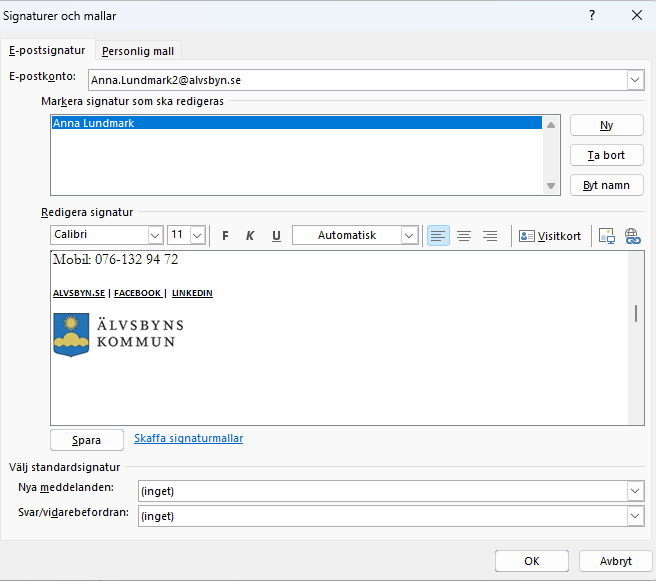 Signaturer och mallar ?
E-postsignatur Personlig mall
E-postkonto: Anna.Lundmark2@alvsbyn.se
Markera signatur som ska redigeras
Anna Lundmark
Ny
Ta bort
Byt namn
Redigera signatur
Calibri 11 F K U Automatisk Visitkort
Mobil: 076-132 94 72
ALVSBYN.SE | FACEBOOK | LINKEDIN
ÄLVSBYNS
KOMMUN
Spara Skaffa signaturmallar
Välj standardsignatur
Nya meddelanden: (inget)
Svar/vidarebefordran: (inget)
OK Avbryt